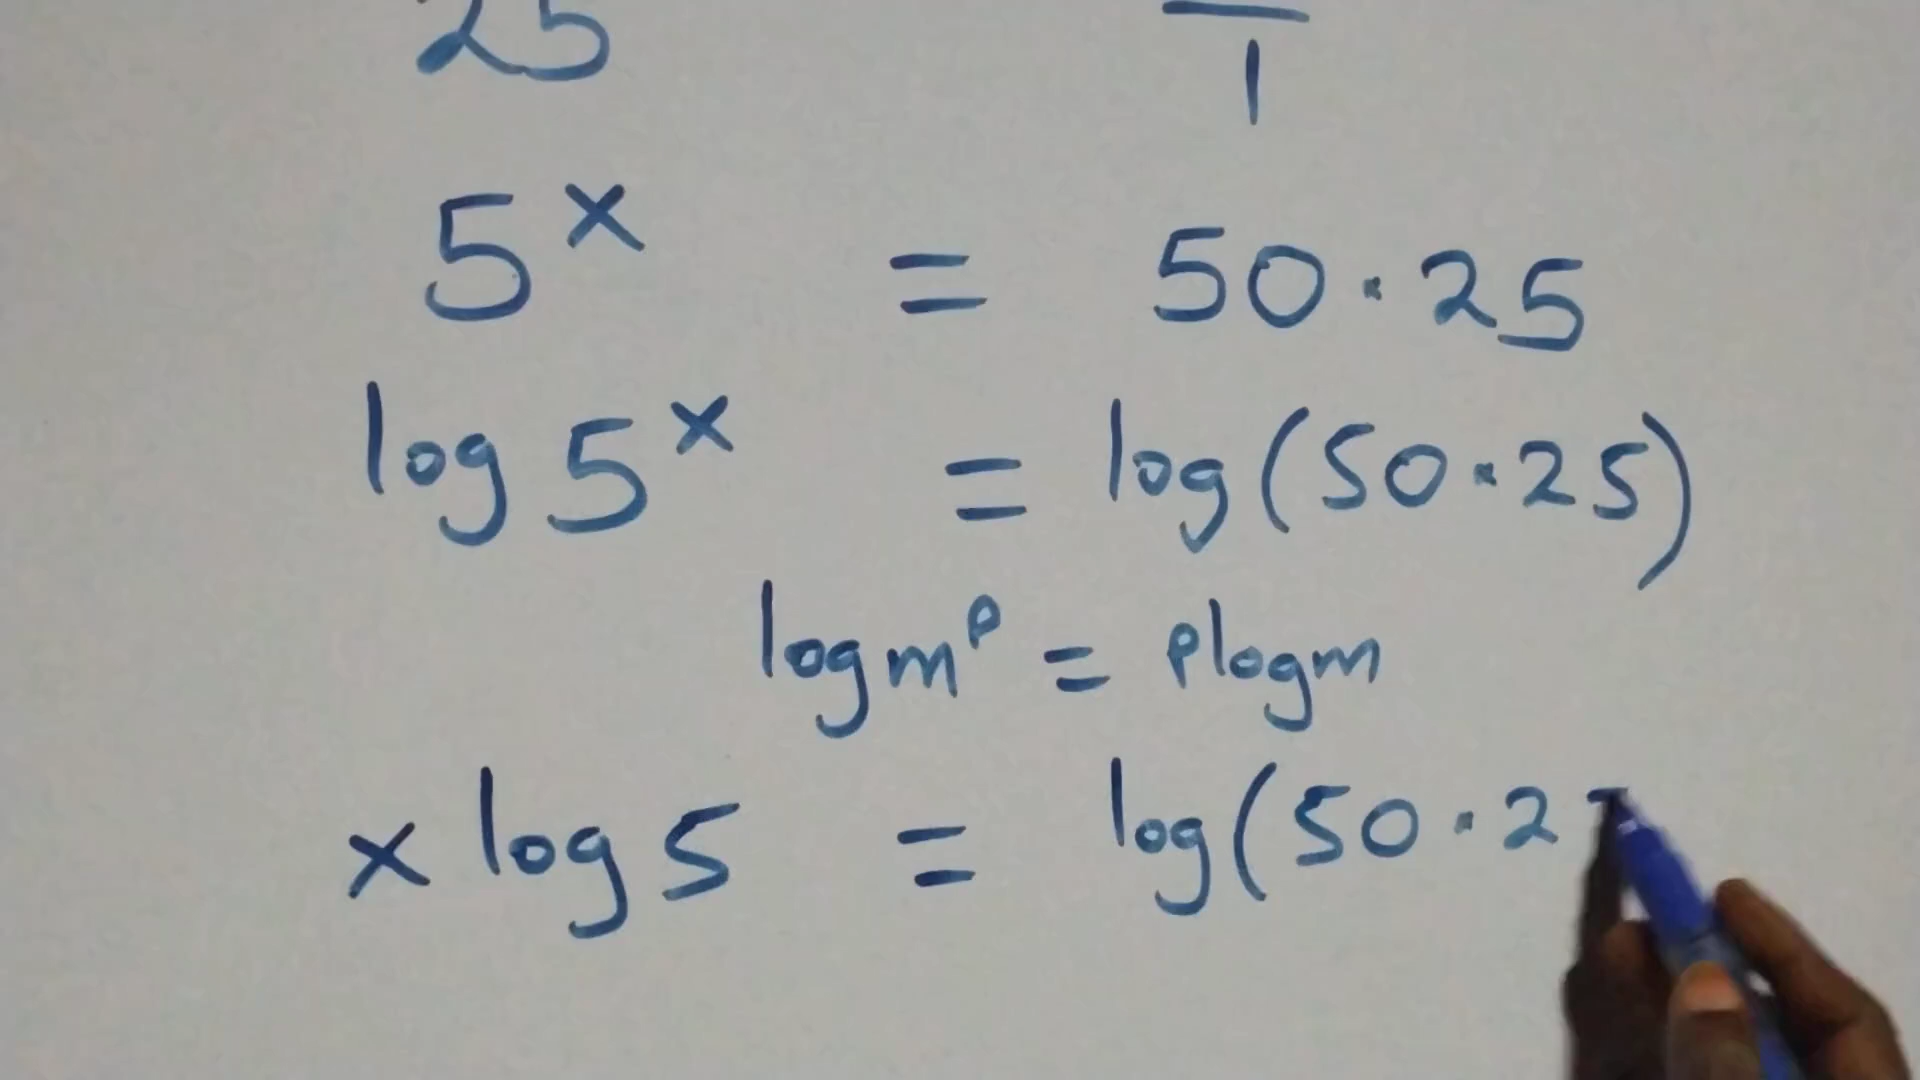 25 1
5^x = 50·25
log 5^x = log(50·25)
log m^p = p log m
x log 5 = log(50·2